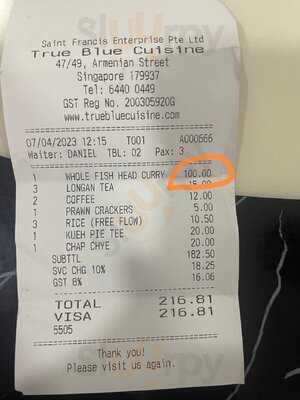 Saint Francis Enterprise Pte Ltd
True Blue Cuisine
47/49, Armenian Street
Singapore 179937
Tel: 6440 0449
GST Reg No. 200305920G
www.truebluecuisine.com
07/04/2023 12:15 T001 A000566
Waiter: DANIEL TBL: 02 Pax: 3
1 WHOLE FISH HEAD CURRY 100.00
3 LONGAN TEA 15.00
2 COFFEE 12.00
1 PRAWN CRACKERS 5.00
3 RICE (FREE FLOW) 10.50
1 KUEH PIE TEE 20.00
1 CHAP CHYE 20.00
SUBTTL 182.50
SVC CHG 10% 18.25
GST 8% 16.06
TOTAL 216.81
VISA 216.81
5505
Thank you!
Please visit us again.